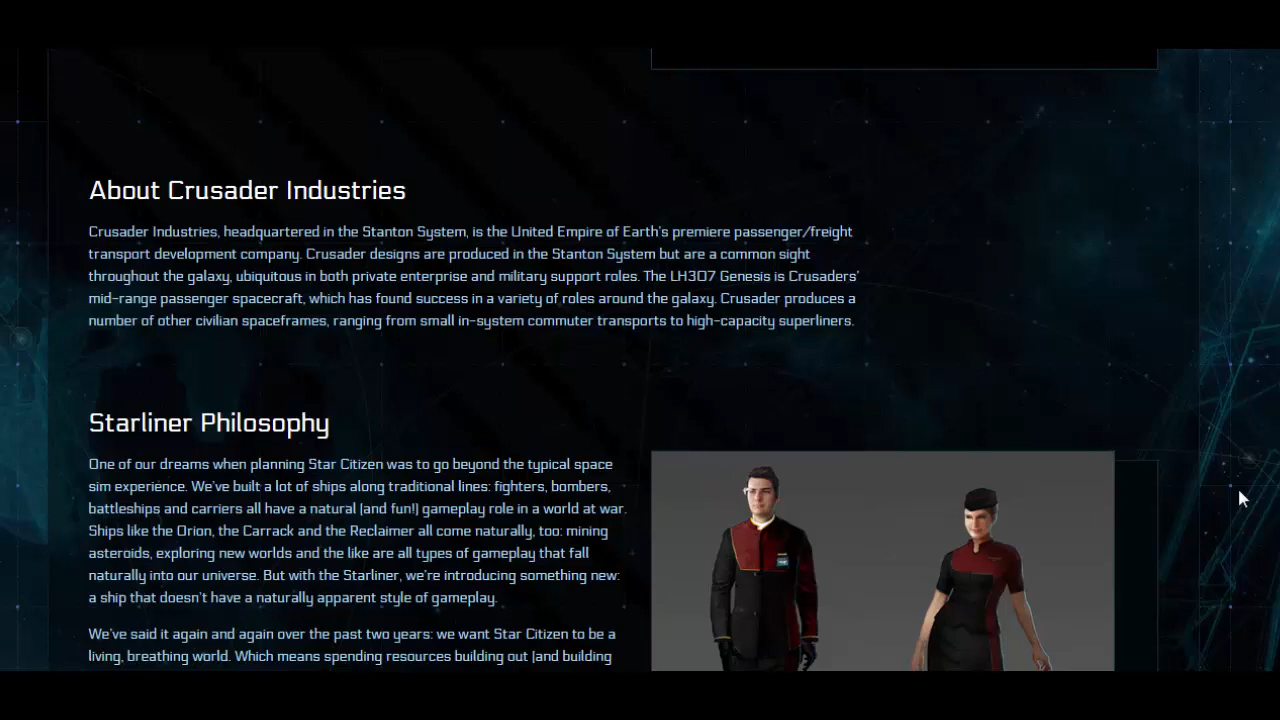 About Crusader Industries
Crusader Industries, headquartered in the Stanton System, is the United Empire of Earth's premiere passenger/freight
transport development company. Crusader designs are produced in the Stanton System but are a common sight
throughout the galaxy, ubiquitous in both private enterprise and military support roles. The LH307 Genesis is Crusaders'
mid-range passenger spacecraft, which has found success in a variety of roles around the galaxy. Crusader produces a
number of other civilian spaceframes, ranging from small in-system commuter transports to high-capacity superliners.
Starliner Philosophy
One of our dreams when planning Star Citizen was to go beyond the typical space
sim experience. We've built a lot of ships along traditional lines: fighters, bombers,
battleships and carriers all have a natural (and fun!) gameplay role in a world at war.
Ships like the Orion, the Carrack and the Reclaimer all come naturally, too: mining
asteroids, exploring new worlds and the like are all types of gameplay that fall
naturally into our universe. But with the Starliner, we're introducing something new:
a ship that doesn't have a naturally apparent style of gameplay.
We've said it again and again over the past two years: we want Star Citizen to be a
living, breathing world. Which means spending resources building out (and building